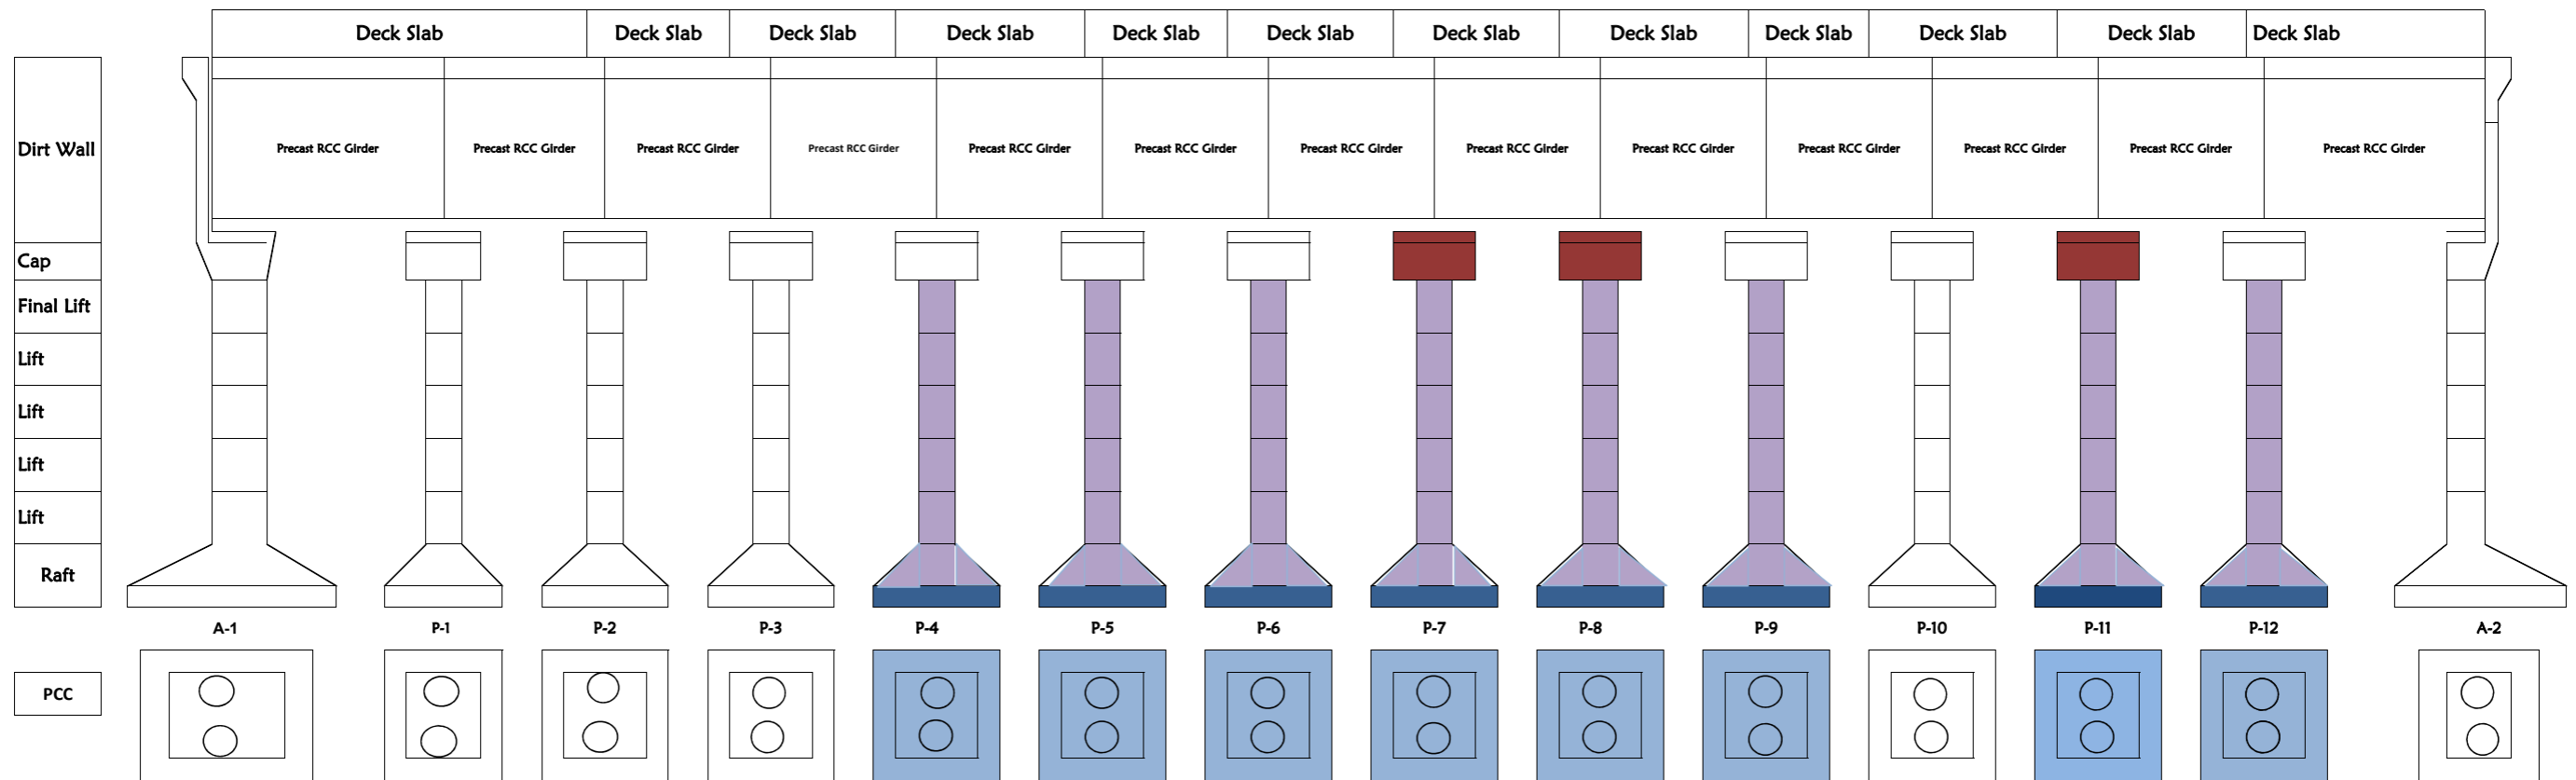 Deck Slab Deck Slab Deck Slab Deck Slab Deck Slab Deck Slab Deck Slab Deck Slab Deck Slab Deck Slab Deck Slab Deck Slab
Dirt Wall Precast RCC Girder Precast RCC Girder Precast RCC Girder Precast RCC Girder Precast RCC Girder Precast RCC Girder Precast RCC Girder Precast RCC Girder Precast RCC Girder Precast RCC Girder Precast RCC Girder Precast RCC Girder Precast RCC Girder
Cap
Final Lift
Lift
Lift
Lift
Lift
Raft
A-1 P-1 P-2 P-3 P-4 P-5 P-6 P-7 P-8 P-9 P-10 P-11 P-12 A-2
PCC